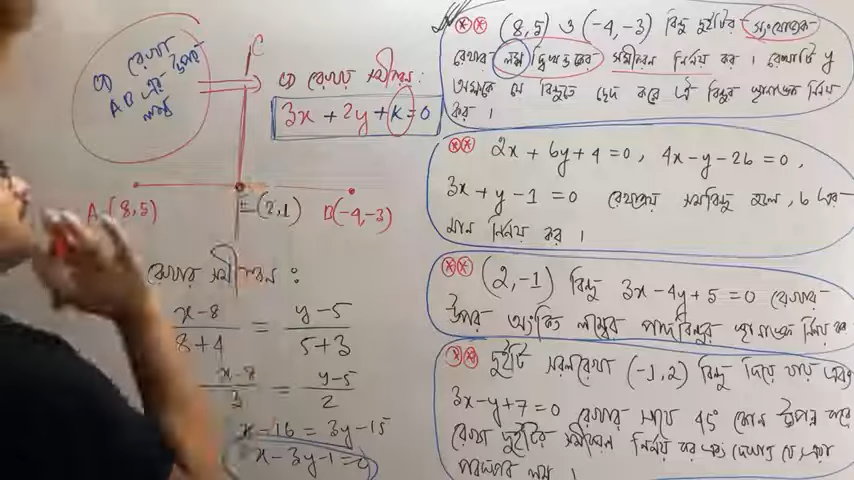 CD রেখা
AB এর উপর
লম্ব
C
CD রেখার সমীকরণ:
3x + 2y + k = 0
A(8,5)
E(2,1)
B(-4,-3)
রেখার সমীকরণ :
x-8 / 8+4 = y-5 / 5+3
x-8 / 3 = y-5 / 2
x-16 = 3y-15
x-3y-1=0
(8,5) ও (-4,-3) বিন্দু দুইটির সংযোজক
রেখার লম্ব দ্বিখণ্ডকের সমীকরণ নির্ণয় কর । রেখাটি y
অক্ষকে যে বিন্দুতে ছেদ করে ঐ বিন্দুর স্থানাঙ্ক নির্ণয়
কর ।
2x + 6y + 4 = 0, 4x - y - 26 = 0,
3x + y - 1 = 0 রেখাত্রয় সমবিন্দু হলে, b এর
মান নির্ণয় কর ।
(2,-1) বিন্দু 3x - 4y + 5 = 0 রেখার
উপর অংকিত লম্বের পাদবিন্দুর স্থানাঙ্ক নির্ণয় কর
দুইটি সরলরেখা (-1,2) বিন্দু দিয়ে যায় এবং
3x-y+7=0 রেখার সাথে 45° কোন উৎপন্ন করে
রেখা দুইটির সমীকরণ নির্ণয় কর এবং দেখাও যে, এরা
পরস্পর লম্ব ।